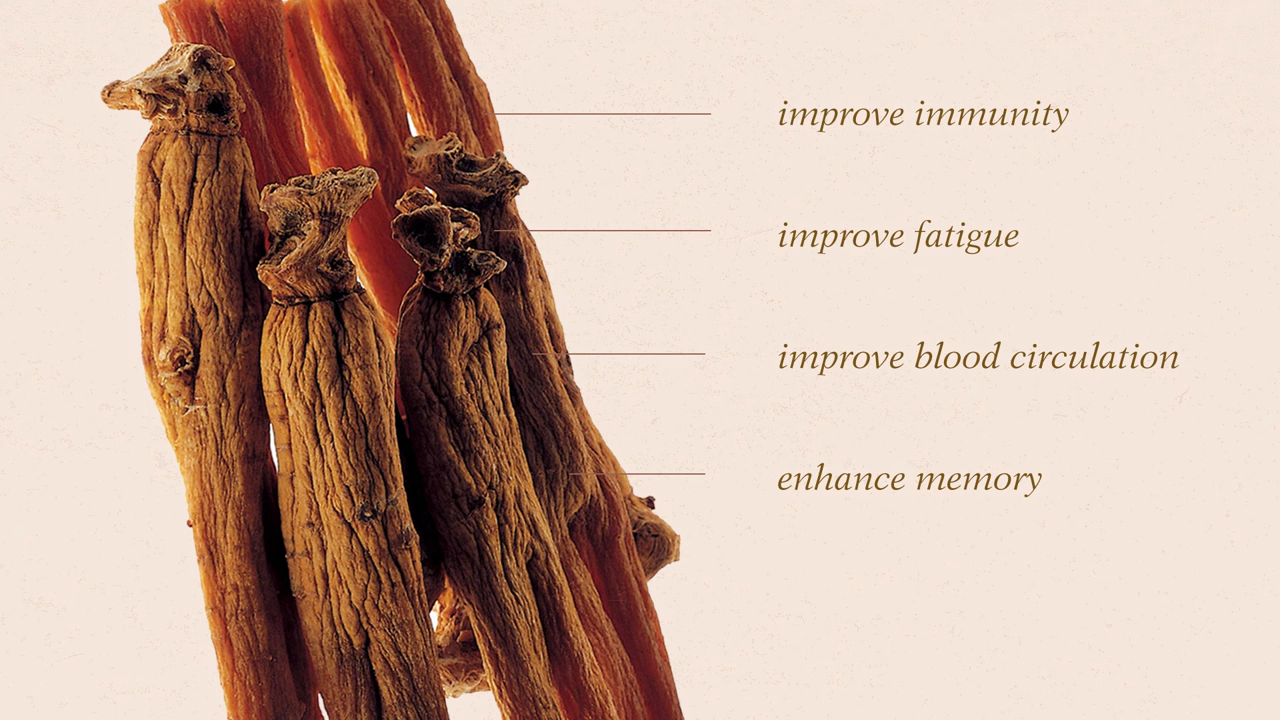 improve immunity
improve fatigue
improve blood circulation
enhance memory